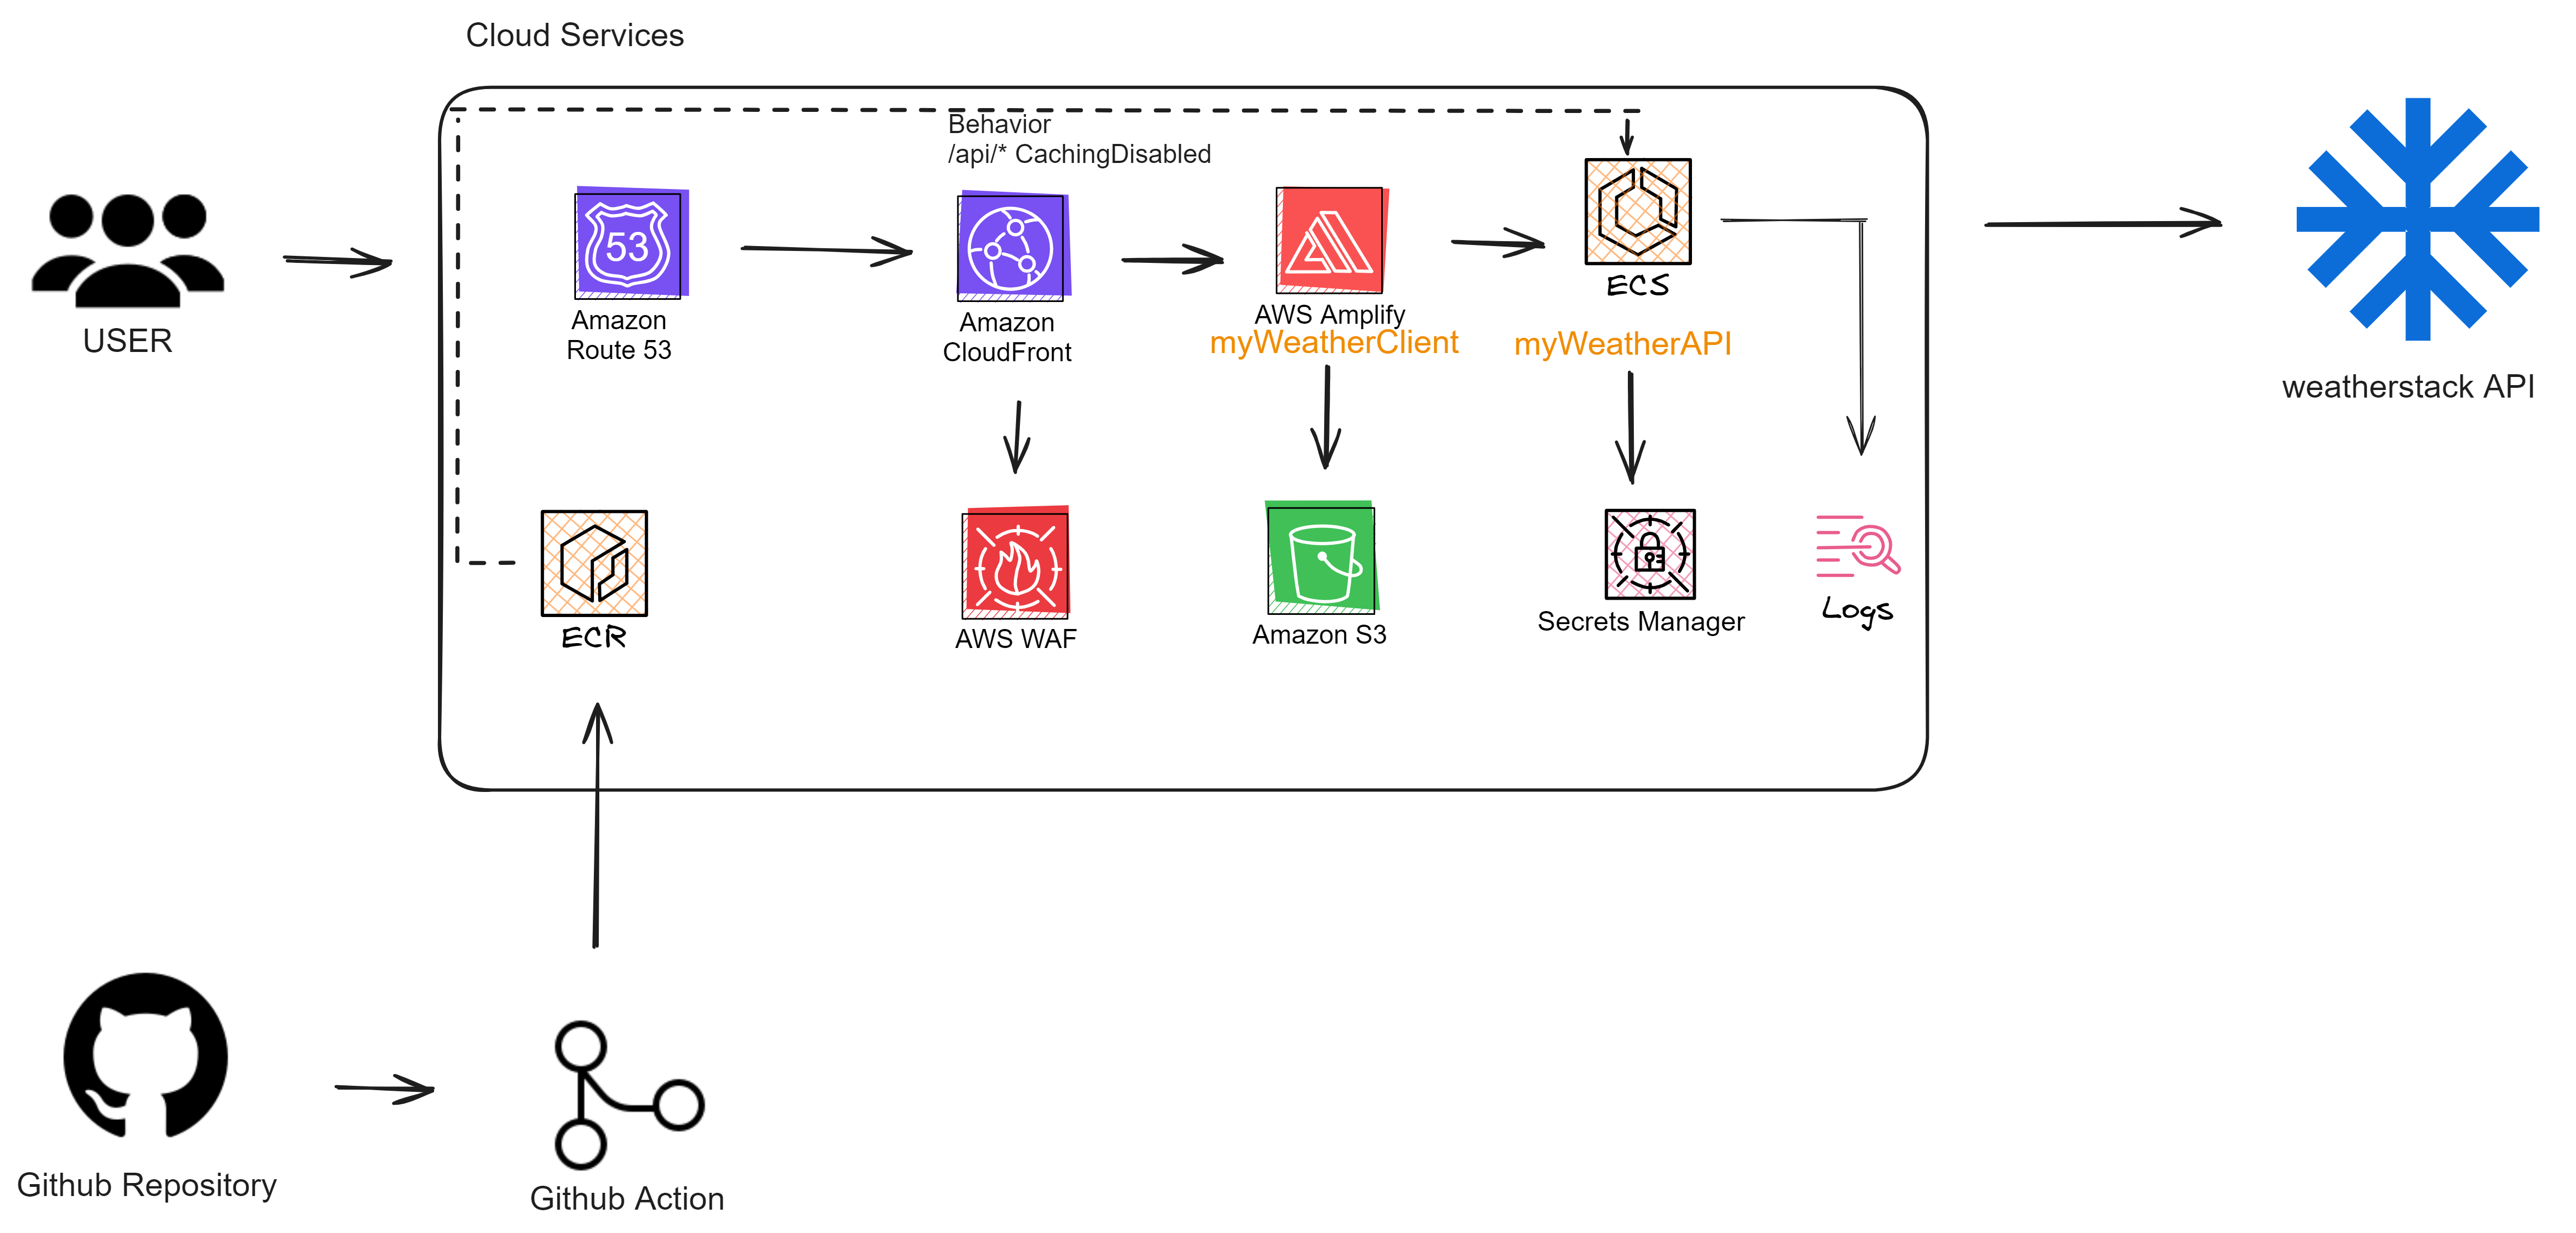 Cloud Services
Behavior
/api/* CachingDisabled
53
USER
Amazon
Route 53
Amazon
CloudFront
AWS Amplify
myWeatherClient
ECS
myWeatherAPI
weatherstack API
ECR
AWS WAF
Amazon S3
Secrets Manager
Logs
Github Repository
Github Action